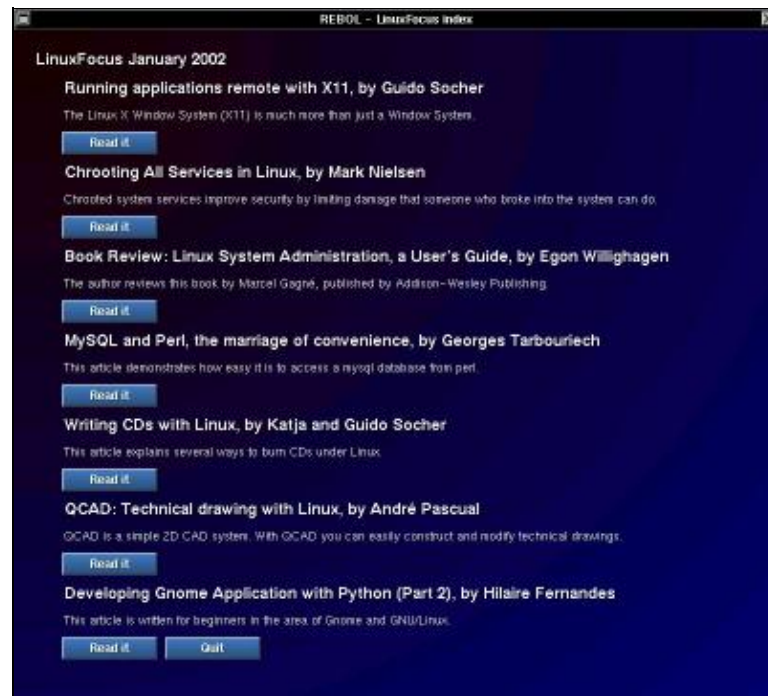 REBOL - LinuxFocus Index
LinuxFocus January 2002
Running applications remote with X11, by Guido Socher
The Linux X Window System (X11) is much more than just a Window System.
Read it
Chrooting All Services in Linux, by Mark Nielsen
Chrooted system services improve security by limiting damage that someone who broke into the system can do.
Read it
Book Review: Linux System Administration, a User's Guide, by Egon Willighagen
The author reviews this book by Marcel Gagné, published by Addison-Wesley Publishing.
Read it
MySQL and Perl, the marriage of convenience, by Georges Tarbouriech
This article demonstrates how easy it is to access a mysql database from perl.
Read it
Writing CDs with Linux, by Katja and Guido Socher
This article explains several ways to burn CDs under Linux.
Read it
QCAD: Technical drawing with Linux, by André Pascual
QCAD is a simple 2D CAD system. With QCAD you can easily construct and modify technical drawings.
Read it
Developing Gnome Application with Python (Part 2), by Hilaire Fernandes
This article is written for beginners in the area of Gnome and GNU/Linux.
Read it Quit